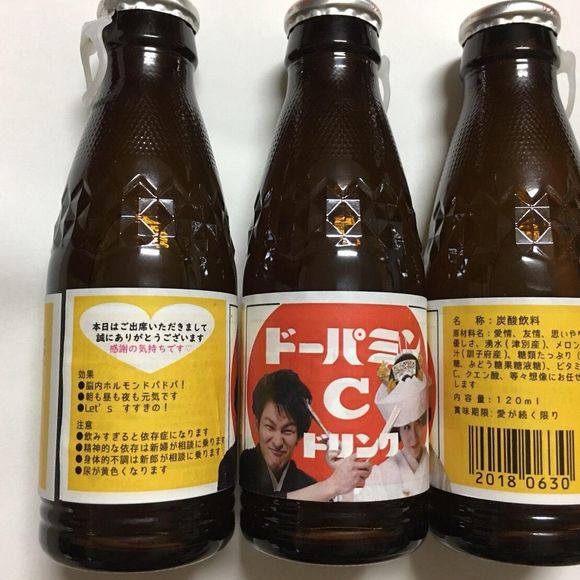 本日はご出席いただきまして
誠にありがとうございます
感謝の気持ちです♡
効果
●脳内ホルモンドバドバ！
●朝も昼も夜も元気です
●Let's すすきの！
注意
●飲みすぎると依存症になります
●精神的な依存は新婦が相談に乗ります
●身体的不調は新郎が相談に乗ります
●尿が黄色くなります
ドーパミン
C
ドリンク
名 称：炭酸飲料
原材料名：愛情、友情、思いや
優しさ、湧水（津別産）、メロン
汁（訓子府産）、糖類たっぷり（
糖、ぶどう糖果糖液糖）、ビタミ
C、クエン酸、等々想像にお任せ
します
内容量：120ml
賞味期限：愛が続く限り
2018 0630